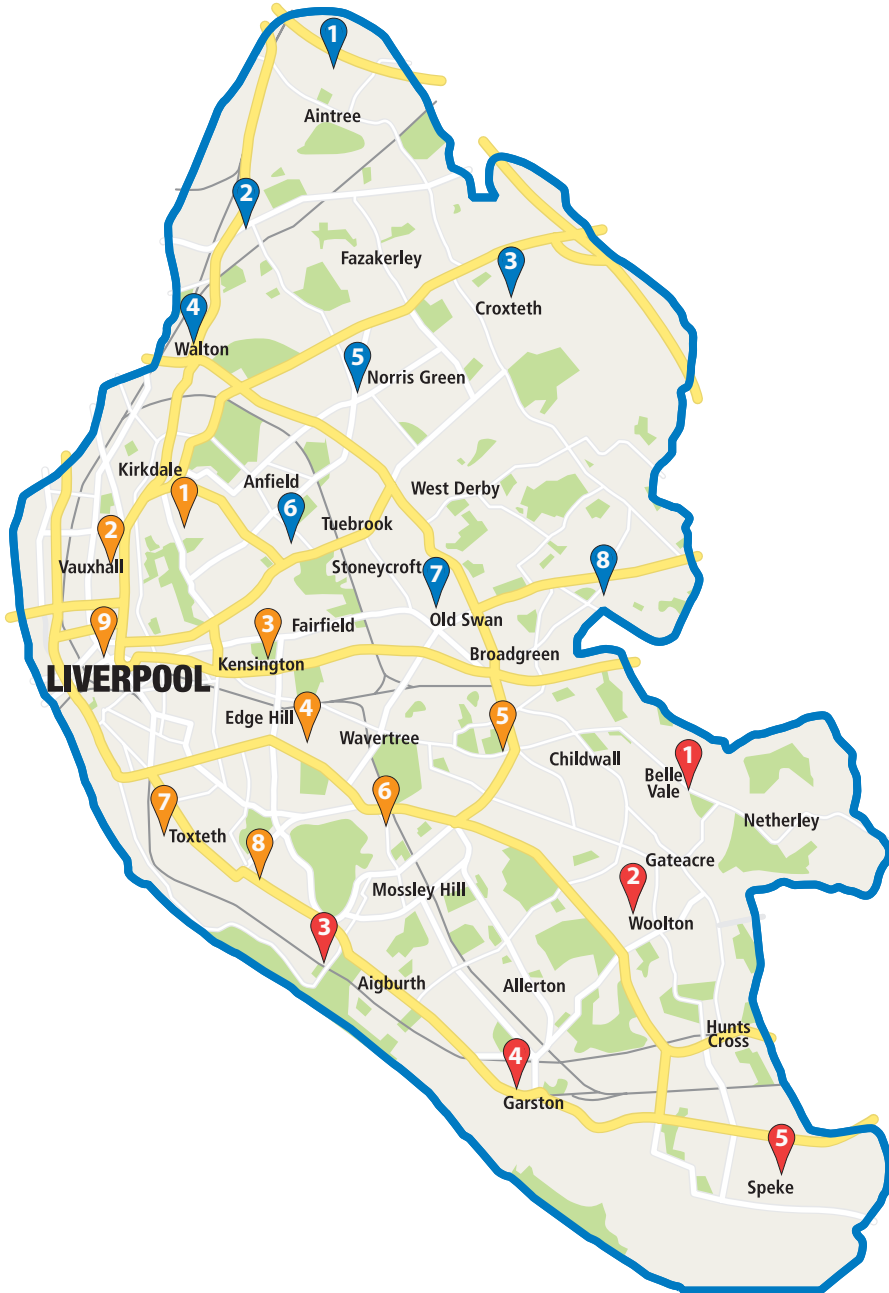 1
Aintree
2
Fazakerley
3
Croxteth
4
Walton
5
Norris Green
Kirkdale
1
Anfield
6
West Derby
Tuebrook
2
Vauxhall
Stoneycroft
7
8
9
3
Fairfield
Old Swan
Kensington
Broadgreen
LIVERPOOL
Edge Hill
4
Wavertree
5
Childwall
1
Belle
Vale
Netherley
7
Toxteth
6
8
Gateacre
Mossley Hill
2
Woolton
3
Aigburth
Allerton
Hunts
Cross
4
Garston
5
Speke